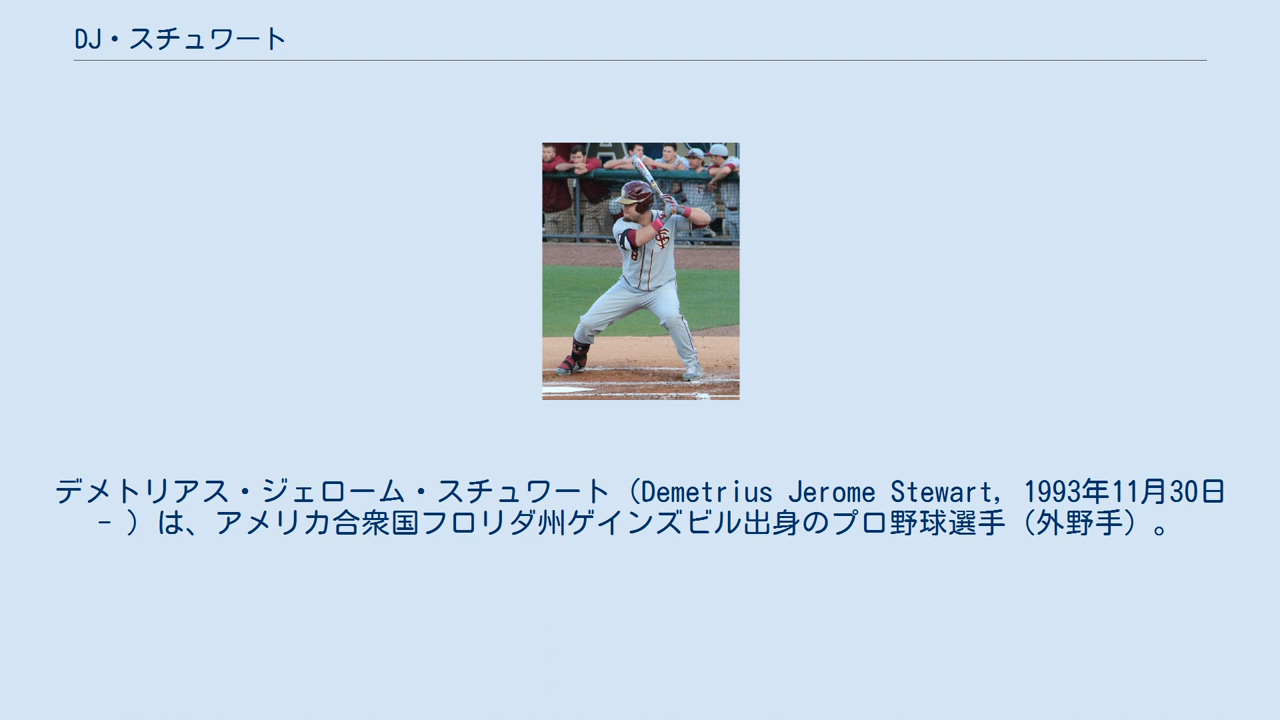 DJ・スチュワート
8
デメトリアス・ジェローム・スチュワート（Demetrius Jerome Stewart, 1993年11月30日
- ）は、アメリカ合衆国フロリダ州ゲインズビル出身のプロ野球選手（外野手）。